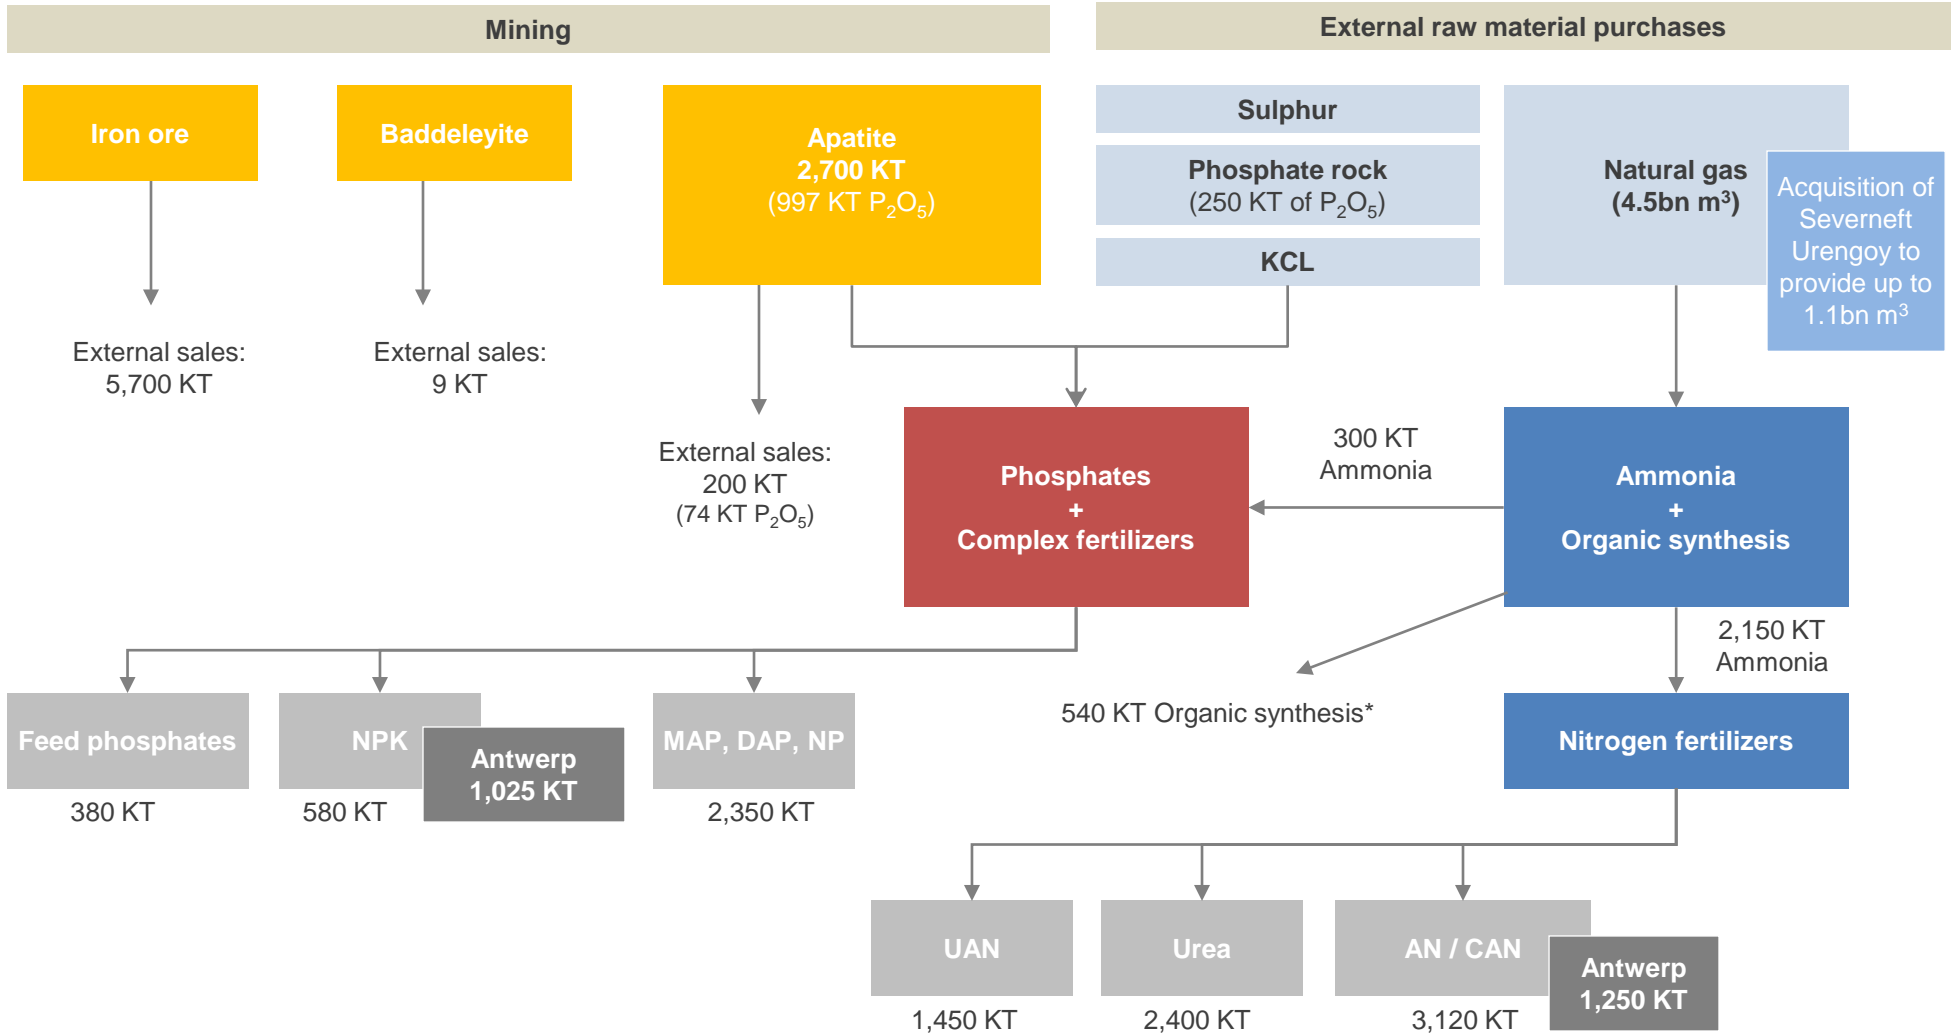 Mining
External raw material purchases
Iron ore
Baddeleyite
Apatite
2,700 KT
(997 KT P₂O₅)
Sulphur
Phosphate rock
(250 KT of P₂O₅)
KCL
Natural gas
(4.5bn m³)
Acquisition of
Severneft
Urengoy to
provide up to
1.1bn m³
External sales:
5,700 KT
External sales:
9 KT
External sales:
200 KT
(74 KT P₂O₅)
Phosphates
+
Complex fertilizers
300 KT
Ammonia
Ammonia
+
Organic synthesis
2,150 KT
Ammonia
540 KT Organic synthesis*
Feed phosphates
380 KT
NPK
580 KT
Antwerp
1,025 KT
MAP, DAP, NP
2,350 KT
Nitrogen fertilizers
UAN
1,450 KT
Urea
2,400 KT
AN / CAN
3,120 KT
Antwerp
1,250 KT